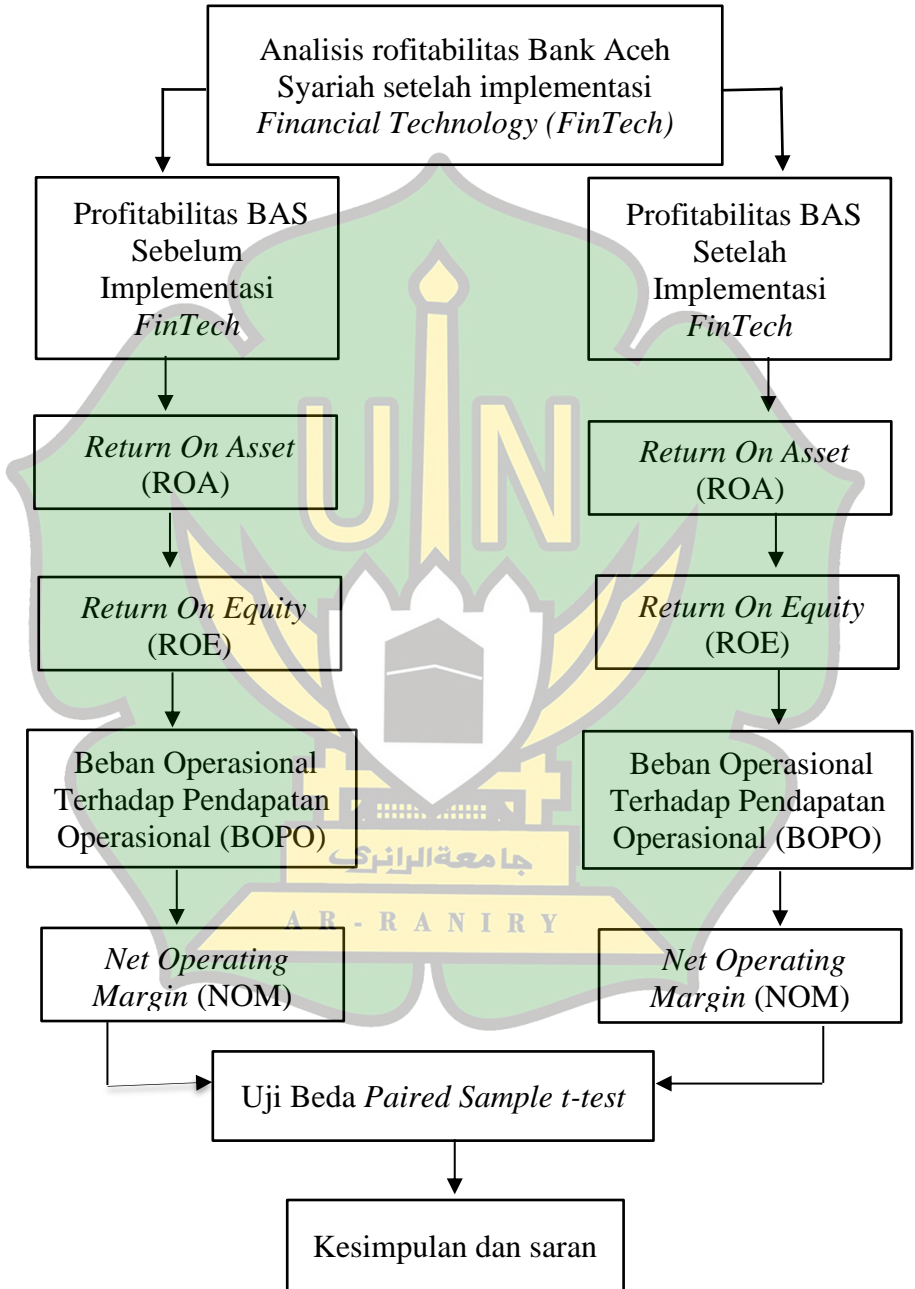 Analisis rofitabilitas Bank Aceh
Syariah setelah implementasi
Financial Technology (FinTech)
Profitabilitas BAS
Sebelum
Implementasi
FinTech
Profitabilitas BAS
Setelah
Implementasi
FinTech
Return On Asset
(ROA)
Return On Asset
(ROA)
UIN
Return On Equity
(ROE)
Return On Equity
(ROE)
Beban Operasional
Terhadap Pendapatan
Operasional (BOPO)
Beban Operasional
Terhadap Pendapatan
Operasional (BOPO)
جامعةالرانري
AR-RANIRY
Net Operating
Margin (NOM)
Net Operating
Margin (NOM)
Uji Beda Paired Sample t-test
Kesimpulan dan saran